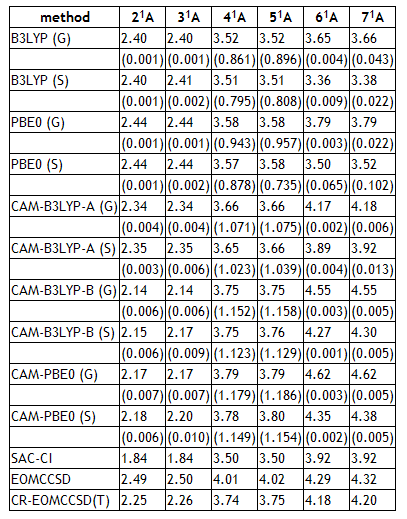 method 2¹A 3¹A 4¹A 5¹A 6¹A 7¹A
B3LYP (G) 2.40 2.40 3.52 3.52 3.65 3.66
(0.001) (0.001) (0.861) (0.896) (0.004) (0.043)
B3LYP (S) 2.40 2.41 3.51 3.51 3.36 3.38
(0.001) (0.002) (0.795) (0.808) (0.009) (0.022)
PBE0 (G) 2.44 2.44 3.58 3.58 3.79 3.79
(0.001) (0.001) (0.943) (0.957) (0.003) (0.022)
PBE0 (S) 2.44 2.44 3.57 3.58 3.50 3.52
(0.001) (0.002) (0.878) (0.735) (0.065) (0.102)
CAM-B3LYP-A (G) 2.34 2.34 3.66 3.66 4.17 4.18
(0.004) (0.004) (1.071) (1.075) (0.002) (0.006)
CAM-B3LYP-A (S) 2.35 2.35 3.65 3.66 3.89 3.92
(0.003) (0.006) (1.023) (1.039) (0.004) (0.013)
CAM-B3LYP-B (G) 2.14 2.14 3.75 3.75 4.55 4.55
(0.006) (0.006) (1.152) (1.158) (0.003) (0.005)
CAM-B3LYP-B (S) 2.15 2.17 3.75 3.76 4.27 4.30
(0.006) (0.009) (1.123) (1.129) (0.001) (0.005)
CAM-PBE0 (G) 2.17 2.17 3.79 3.79 4.62 4.62
(0.007) (0.007) (1.179) (1.186) (0.003) (0.005)
CAM-PBE0 (S) 2.18 2.20 3.78 3.80 4.35 4.38
(0.006) (0.010) (1.149) (1.154) (0.002) (0.005)
SAC-CI 1.84 1.84 3.50 3.50 3.92 3.92
EOMCCSD 2.49 2.50 4.01 4.02 4.29 4.32
CR-EOMCCSD(T) 2.25 2.26 3.74 3.75 4.18 4.20